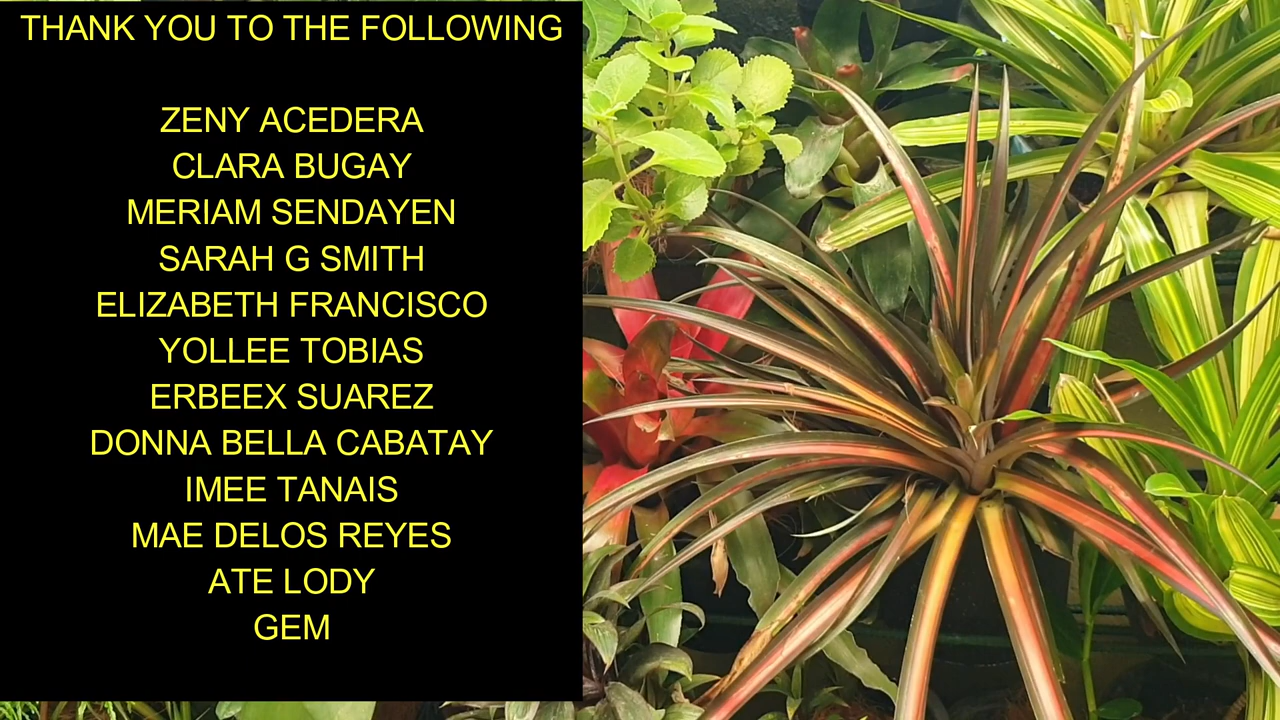 THANK YOU TO THE FOLLOWING
ZENY ACEDERA
CLARA BUGAY
MERIAM SENDAYEN
SARAH G SMITH
ELIZABETH FRANCISCO
YOLLEE TOBIAS
ERBEEX SUAREZ
DONNA BELLA CABATAY
IMEE TANAIS
MAE DELOS REYES
ATE LODY
GEM